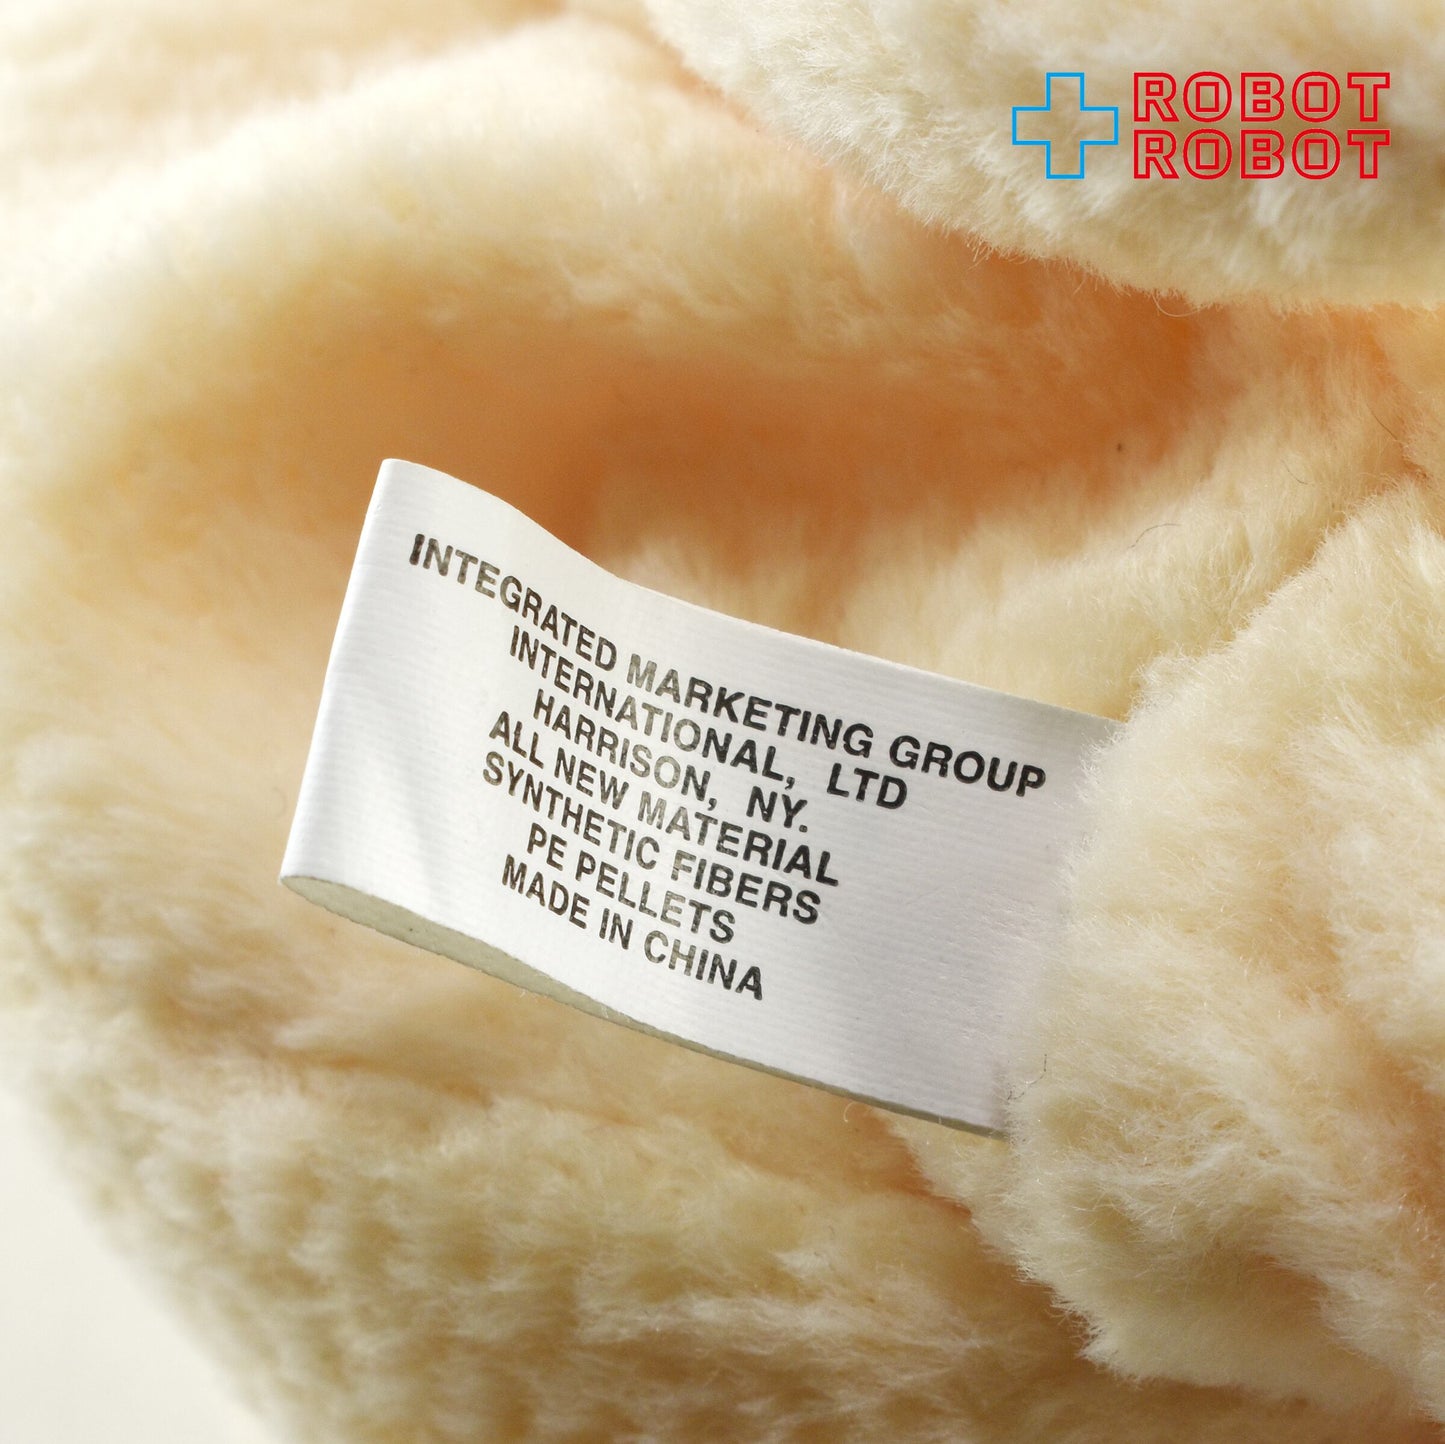 ROBOT
ROBOT
INTEGRATED MARKETING GROUP
INTERNATIONAL, LTD
HARRISON, NY.
ALL NEW MATERIAL
SYNTHETIC FIBERS
PE PELLETS
MADE IN CHINA